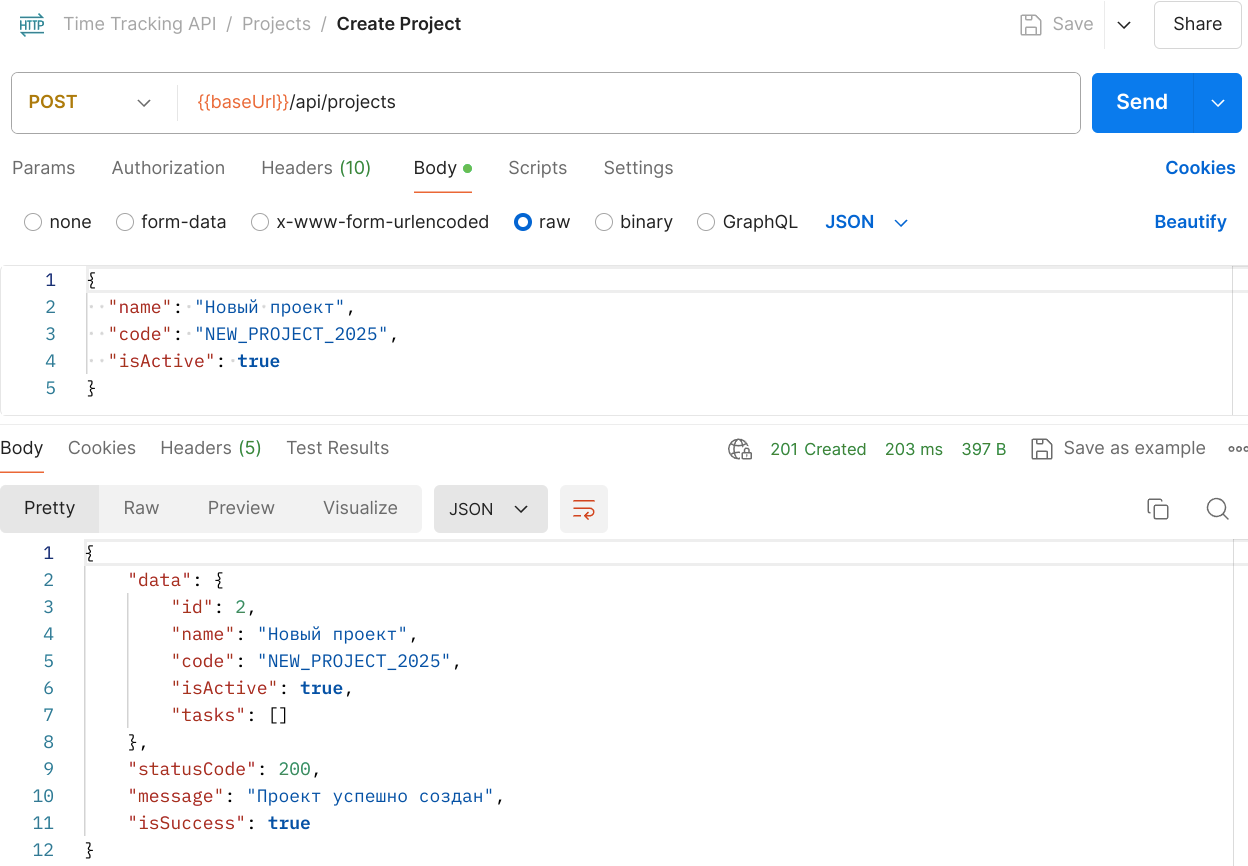 HTTP Time Tracking API / Projects / Create Project Save Share
POST {{baseUrl}}/api/projects Send
Params Authorization Headers (10) Body Scripts Settings Cookies
none form-data x-www-form-urlencoded raw binary GraphQL JSON Beautify
1 {
2 "name": "Новый проект",
3 "code": "NEW_PROJECT_2025",
4 "isActive": true
5 }
Body Cookies Headers (5) Test Results 201 Created 203 ms 397 B Save as example
Pretty Raw Preview Visualize JSON
1 {
2 "data": {
3 "id": 2,
4 "name": "Новый проект",
5 "code": "NEW_PROJECT_2025",
6 "isActive": true,
7 "tasks": []
8 },
9 "statusCode": 200,
10 "message": "Проект успешно создан",
11 "isSuccess": true
12 }